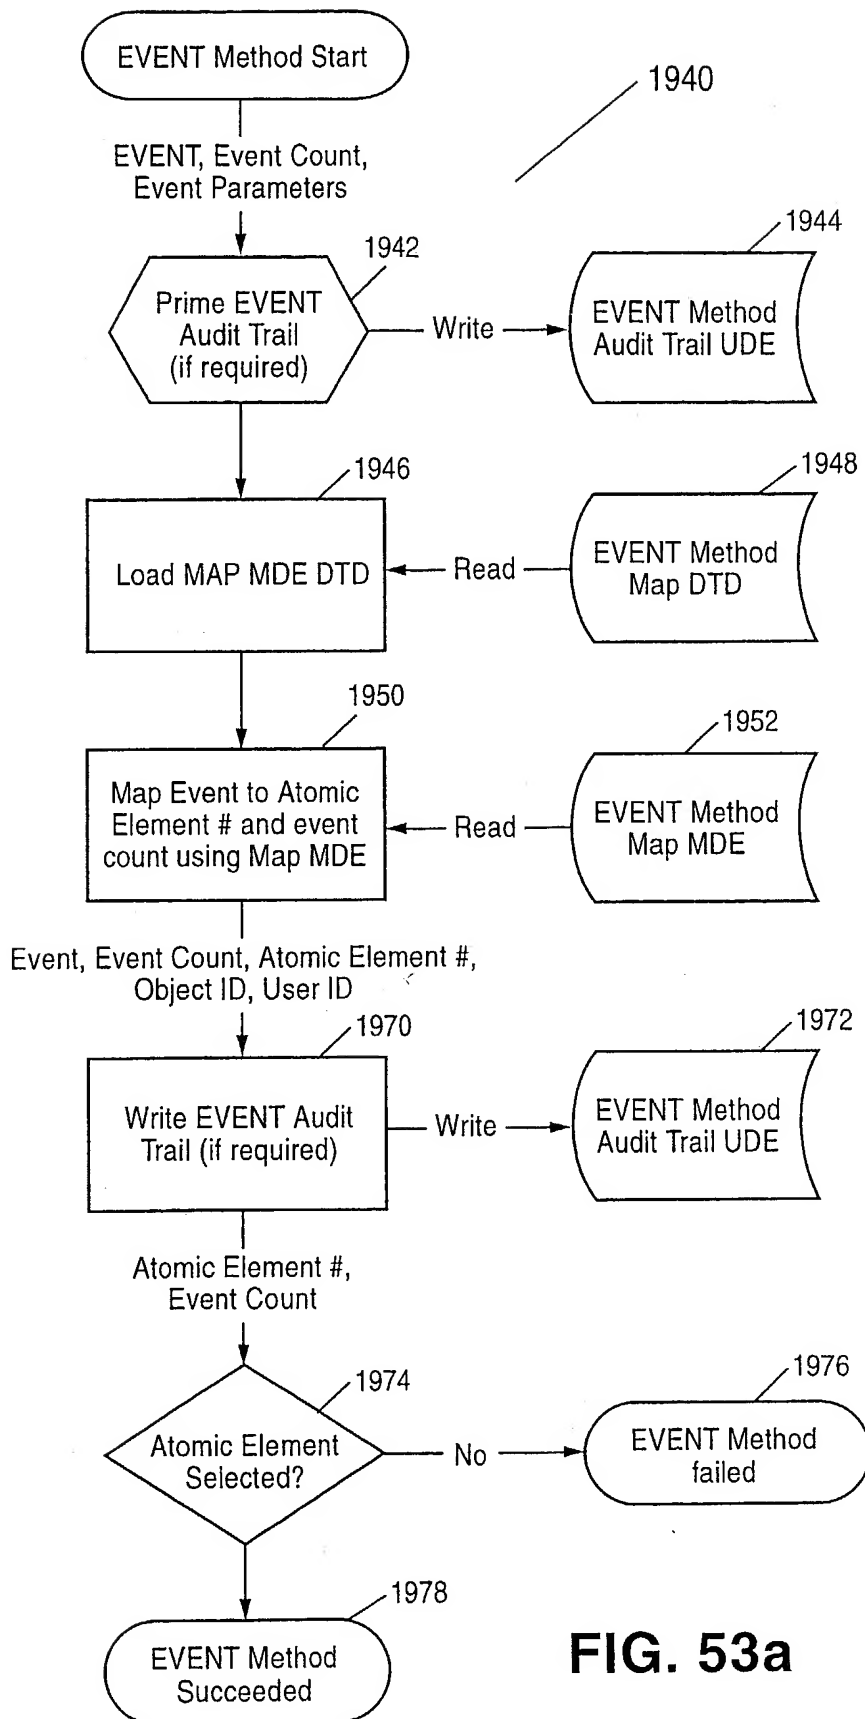 EVENT Method Start
1940
EVENT, Event Count,
Event Parameters
1942
Prime EVENT
Audit Trail
(if required)
Write
1944
EVENT Method
Audit Trail UDE
1946
Load MAP MDE DTD
Read
1948
EVENT Method
Map DTD
1950
Map Event to Atomic
Element # and event
count using Map MDE
Read
1952
EVENT Method
Map MDE
Event, Event Count, Atomic Element #,
Object ID, User ID
1970
Write EVENT Audit
Trail (if required)
Write
1972
EVENT Method
Audit Trail UDE
Atomic Element #,
Event Count
1974
Atomic Element
Selected?
No
1976
EVENT Method
failed
1978
EVENT Method
Succeeded
FIG. 53a